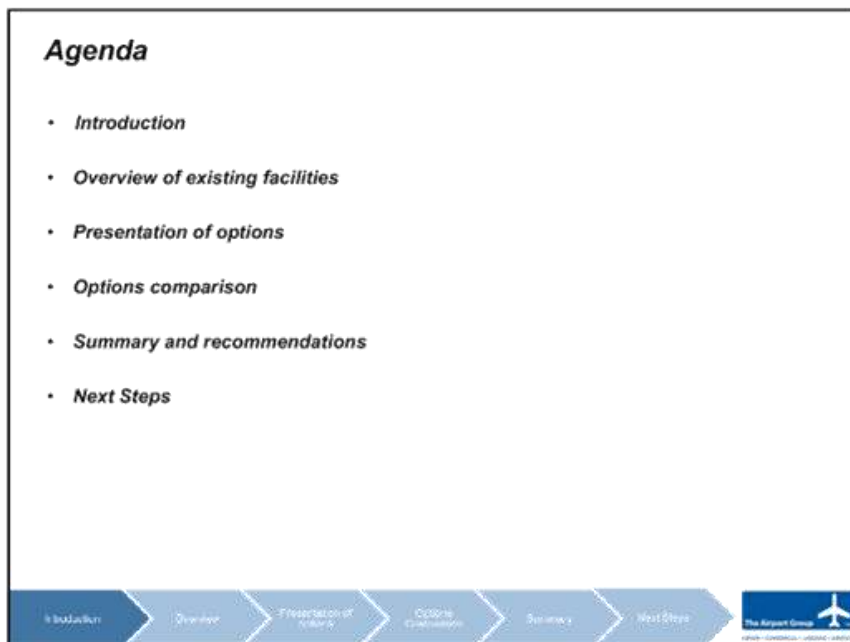 Agenda
• Introduction
• Overview of existing facilities
• Presentation of options
• Options comparison
• Summary and recommendations
• Next Steps
Introduction
Overview
Presentation of
options
Options
Comparison
Summary
Next Steps
The Airport Group